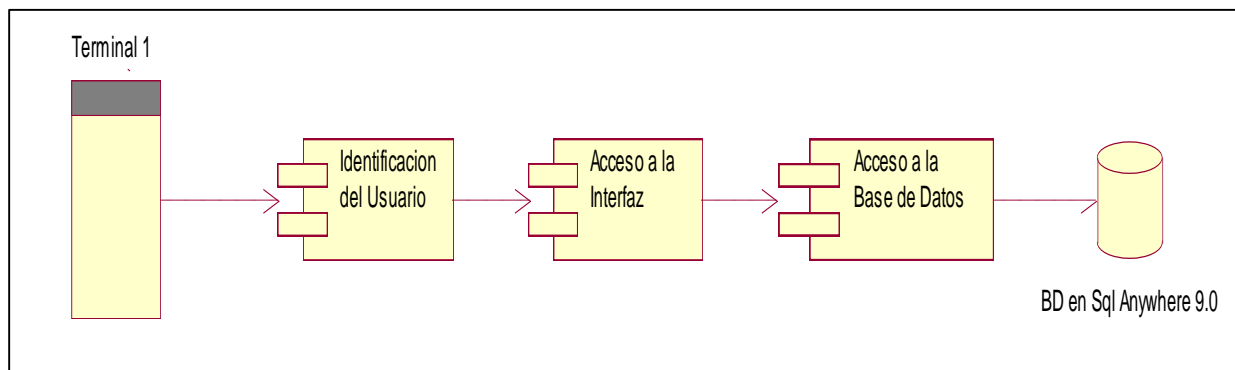 Terminal 1
Identificacion
del Usuario
Acceso a la
Interfaz
Acceso a la
Base de Datos
BD en Sql Anywhere 9.0